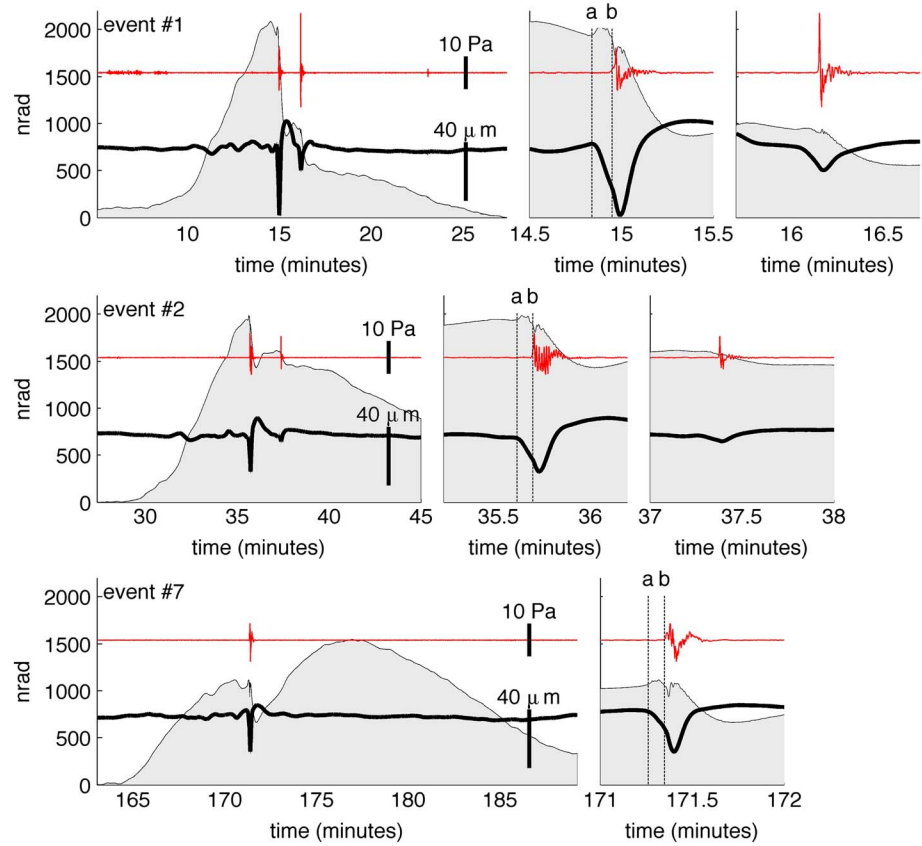 event #1
2000
1500
1000
500
0
nrad
10 Pa
40 μ m
10 15 20 25
time (minutes)
a b
14.5 15 15.5
time (minutes)
16 16.5
time (minutes)
event #2
2000
1500
1000
500
0
nrad
10 Pa
40 μ m
30 35 40 45
time (minutes)
a b
35.5 36
time (minutes)
37 37.5 38
time (minutes)
event #7
2000
1500
1000
500
0
nrad
10 Pa
40 μ m
165 170 175 180 185
time (minutes)
a b
171 171.5 172
time (minutes)